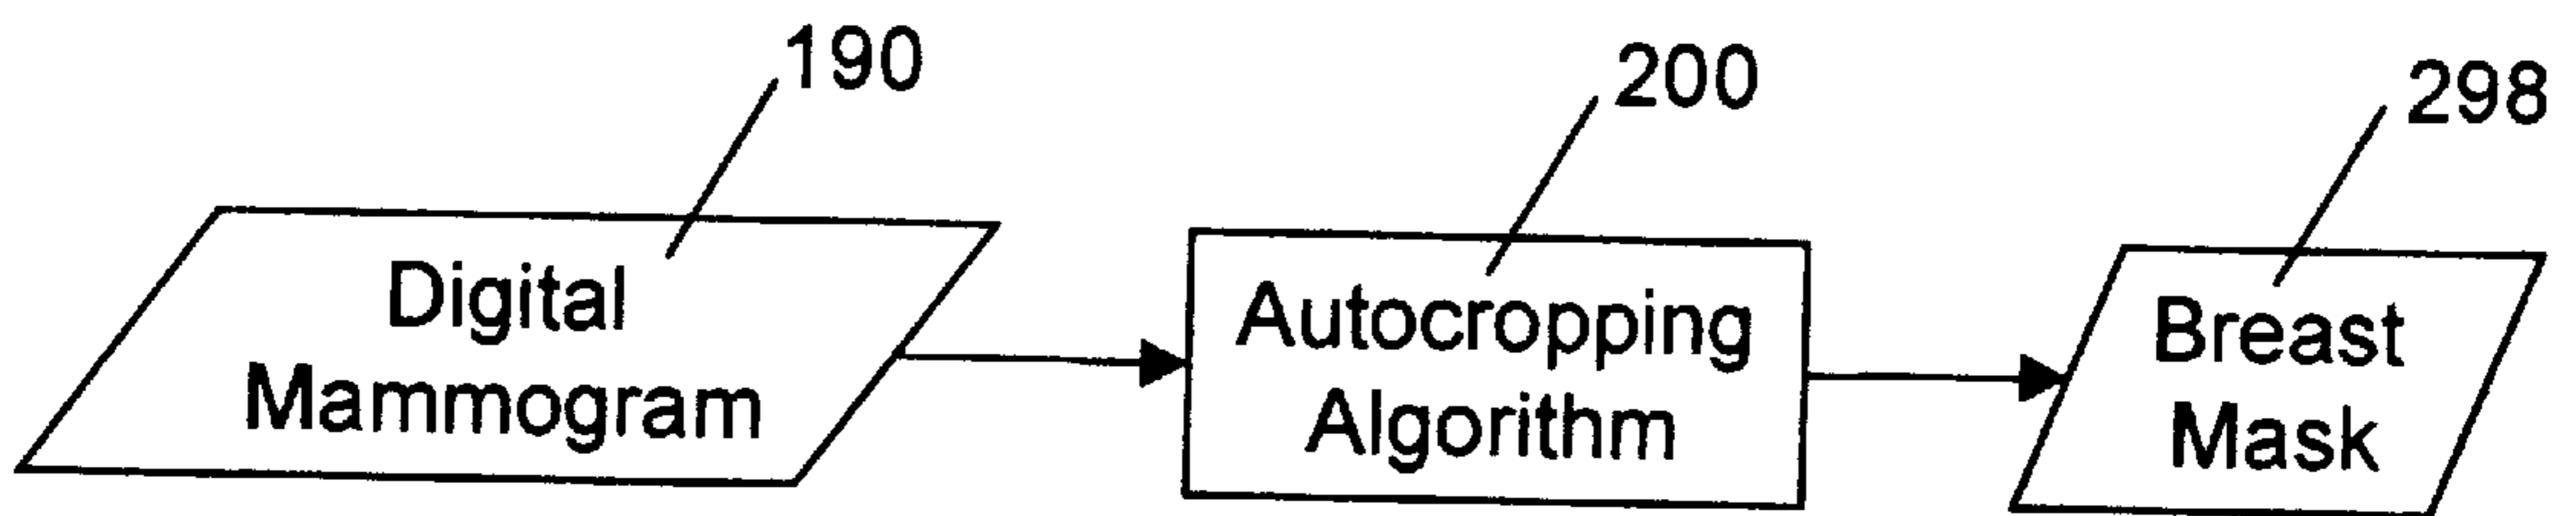 190
200
298
Digital
Mammogram
Autocropping
Algorithm
Breast
Mask